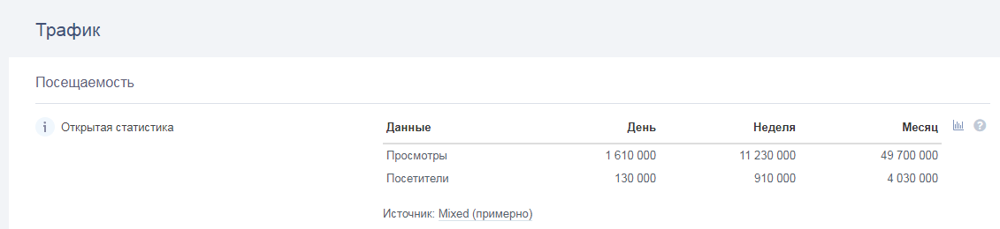 Трафик
Посещаемость
Открытая статистика
Данные День Неделя Месяц
Просмотры 1 610 000 11 230 000 49 700 000
Посетители 130 000 910 000 4 030 000
Источник: Mixed (примерно)